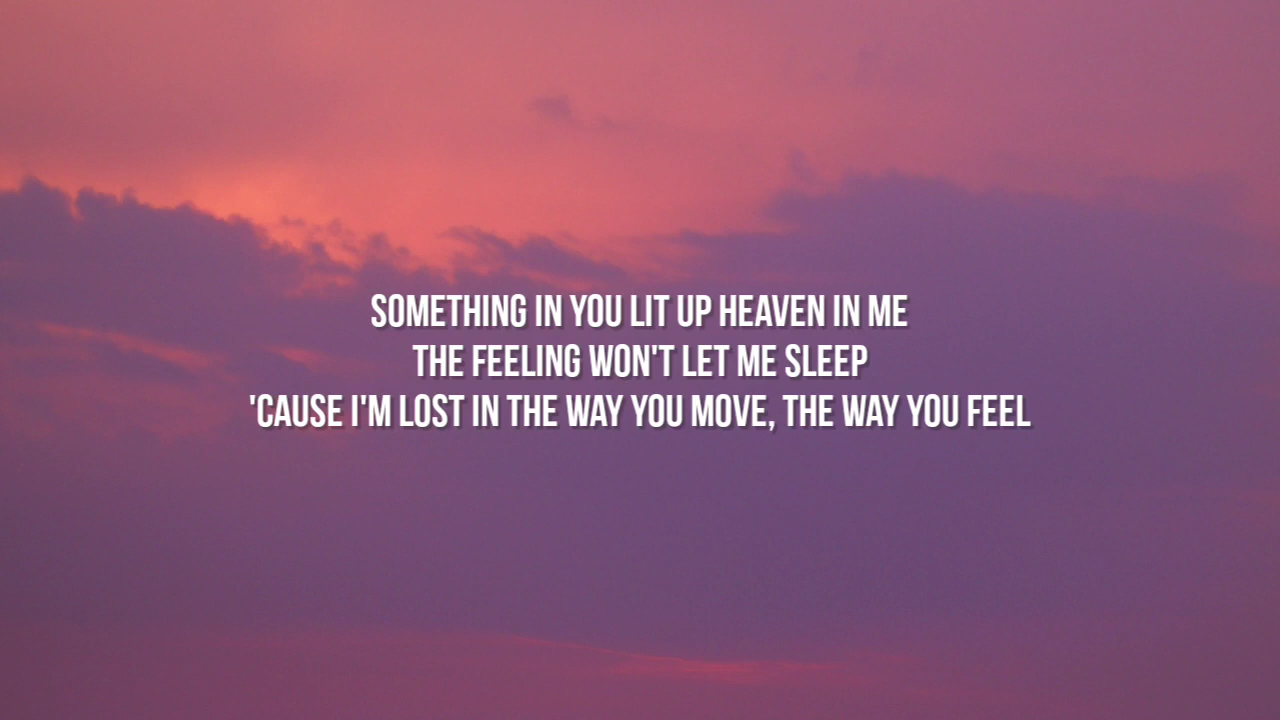 SOMETHING IN YOU LIT UP HEAVEN IN ME
THE FEELING WON'T LET ME SLEEP
'CAUSE I'M LOST IN THE WAY YOU MOVE, THE WAY YOU FEEL